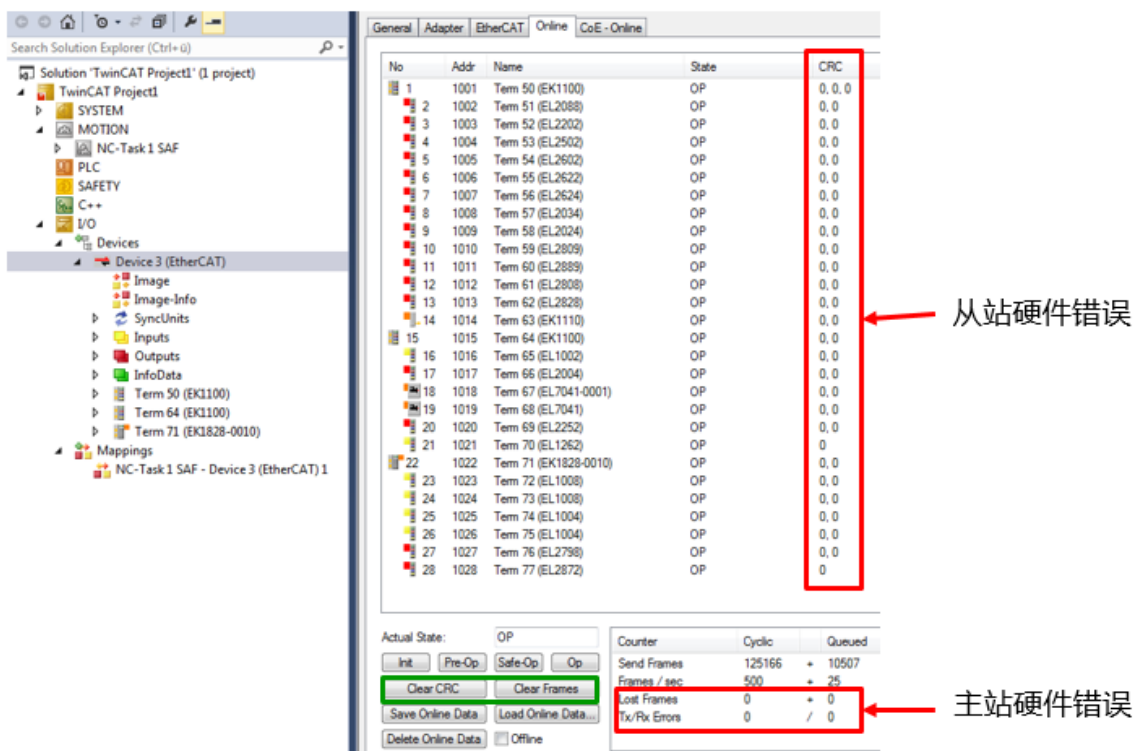 Search Solution Explorer (Ctrl+ü)
Solution 'TwinCAT Project1' (1 project)
TwinCAT Project1
SYSTEM
MOTION
NC-Task 1 SAF
PLC
SAFETY
C++
I/O
Devices
Device 3 (EtherCAT)
Image
Image-Info
SyncUnits
Inputs
Outputs
InfoData
Term 50 (EK1100)
Term 64 (EK1100)
Term 71 (EK1828-0010)
Mappings
NC-Task 1 SAF - Device 3 (EtherCAT) 1
General Adapter EtherCAT Online CoE - Online
No Addr Name State CRC
1 1001 Term 50 (EK1100) OP 0, 0, 0
2 1002 Term 51 (EL2088) OP 0, 0
3 1003 Term 52 (EL2202) OP 0, 0
4 1004 Term 53 (EL2502) OP 0, 0
5 1005 Term 54 (EL2602) OP 0, 0
6 1006 Term 55 (EL2622) OP 0, 0
7 1007 Term 56 (EL2624) OP 0, 0
8 1008 Term 57 (EL2034) OP 0, 0
9 1009 Term 58 (EL2024) OP 0, 0
10 1010 Term 59 (EL2809) OP 0, 0
11 1011 Term 60 (EL2889) OP 0, 0
12 1012 Term 61 (EL2808) OP 0, 0
13 1013 Term 62 (EL2828) OP 0, 0
14 1014 Term 63 (EK1110) OP 0, 0
15 1015 Term 64 (EK1100) OP 0, 0
16 1016 Term 65 (EL1002) OP 0, 0
17 1017 Term 66 (EL2004) OP 0, 0
18 1018 Term 67 (EL7041-0001) OP 0, 0
19 1019 Term 68 (EL7041) OP 0, 0
20 1020 Term 69 (EL2252) OP 0, 0
21 1021 Term 70 (EL1262) OP 0
22 1022 Term 71 (EK1828-0010) OP 0, 0
23 1023 Term 72 (EL1008) OP 0, 0
24 1024 Term 73 (EL1008) OP 0, 0
25 1025 Term 74 (EL1004) OP 0, 0
26 1026 Term 75 (EL1004) OP 0, 0
27 1027 Term 76 (EL2798) OP 0, 0
28 1028 Term 77 (EL2872) OP 0
从站硬件错误
Actual State: OP
Init Pre-Op Safe-Op Op
Clear CRC Clear Frames
Save Online Data Load Online Data...
Delete Online Data Offline
Counter Cyclic Queued
Send Frames 125166 + 10507
Frames / sec 500 + 25
Lost Frames 0 + 0
Tx/Rx Errors 0 / 0
主站硬件错误